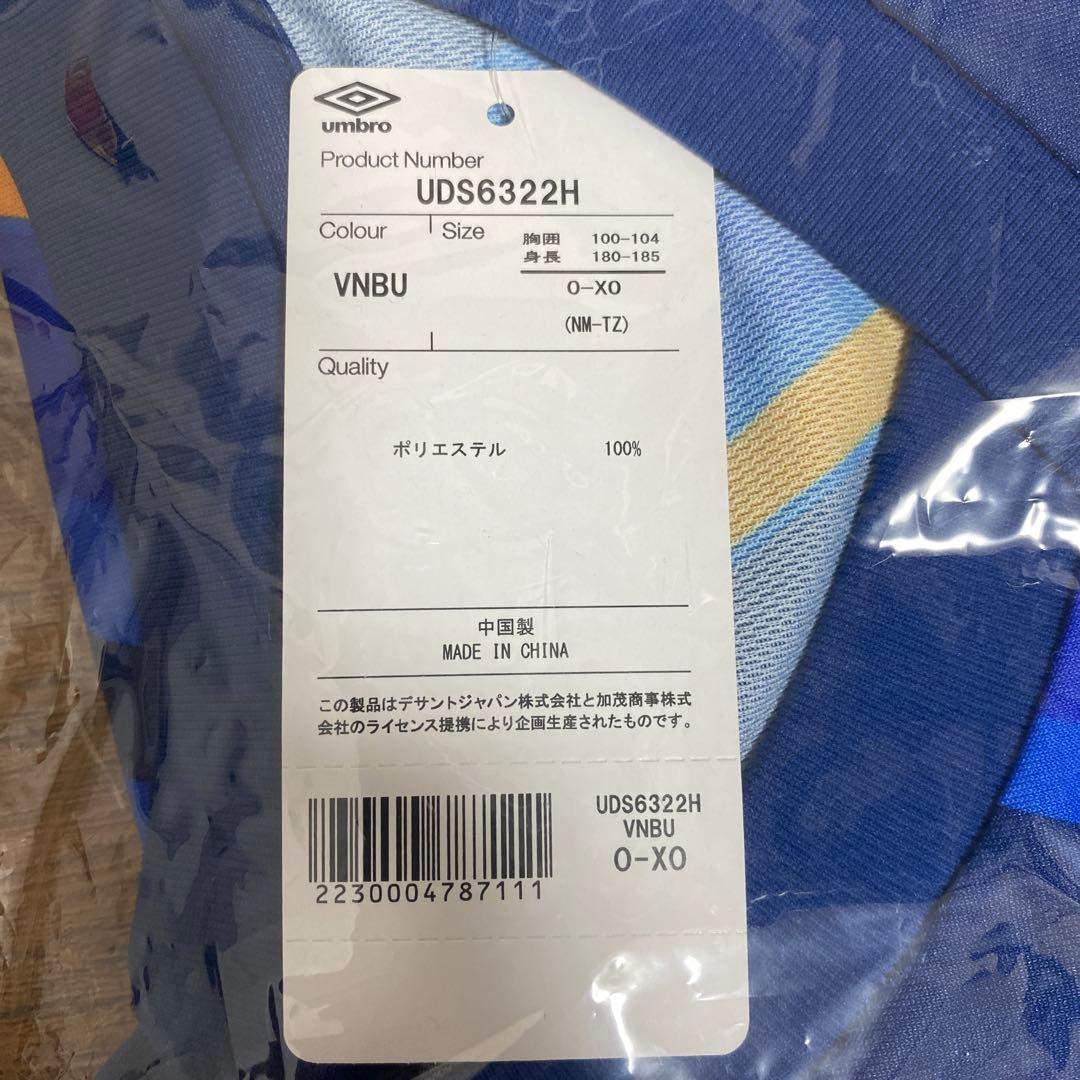 umbro
Product Number
UDS6322H
Colour
Size
胸囲 100-104
身長 180-185
VNBU
O-XO
(NM-TZ)
Quality
ポリエステル 100%
中国製
MADE IN CHINA
この製品はデサントジャパン株式会社と加茂商事株式
会社のライセンス提携により企画生産されたものです。
UDS6322H
VNBU
O-XO
2230004787111